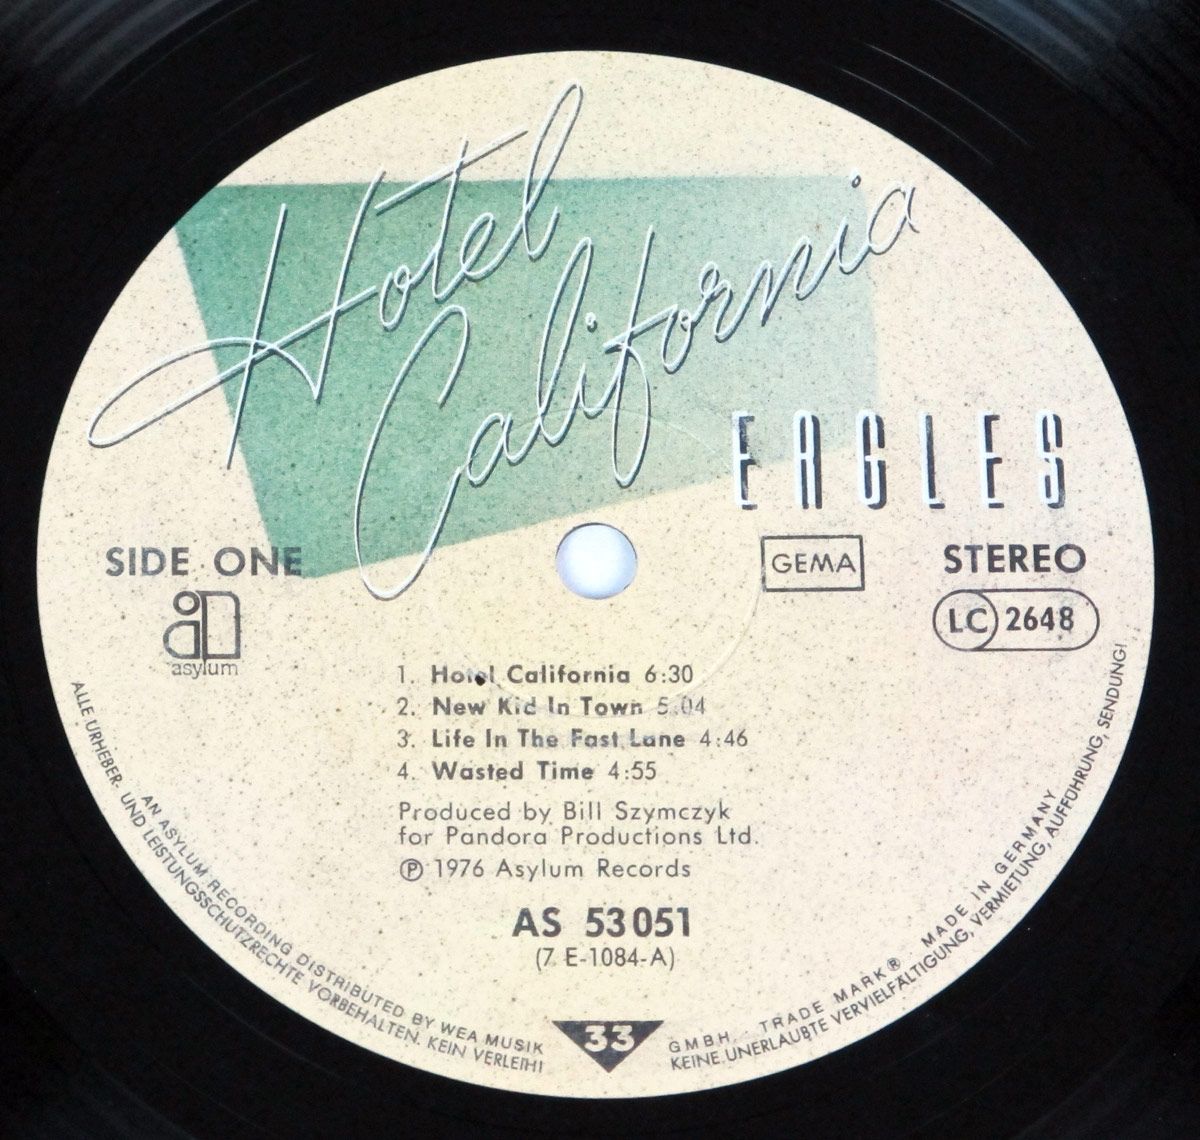 Hotel
California
EAGLES
SIDE ONE
GEMA
STEREO
LC 2648
asylum
1. Hotel California 6:30
2. New Kid In Town 5:04
3. Life In The Fast Lane 4:46
4. Wasted Time 4:55
Produced by Bill Szymczyk
for Pandora Productions Ltd.
℗ 1976 Asylum Records
AS 53051
(7 E-1084-A)
33
AN ASYLUM RECORDING DISTRIBUTED BY WEA MUSIK GMBH. TRADE MARK® MADE IN GERMANY
ALLE URHEBER- UND LEISTUNGSSCHUTZRECHTE VORBEHALTEN. KEIN VERLEIH! KEINE UNERLAUBTE VERVIELFÄLTIGUNG, VERMIETUNG, AUFFÜHRUNG, SENDUNG!